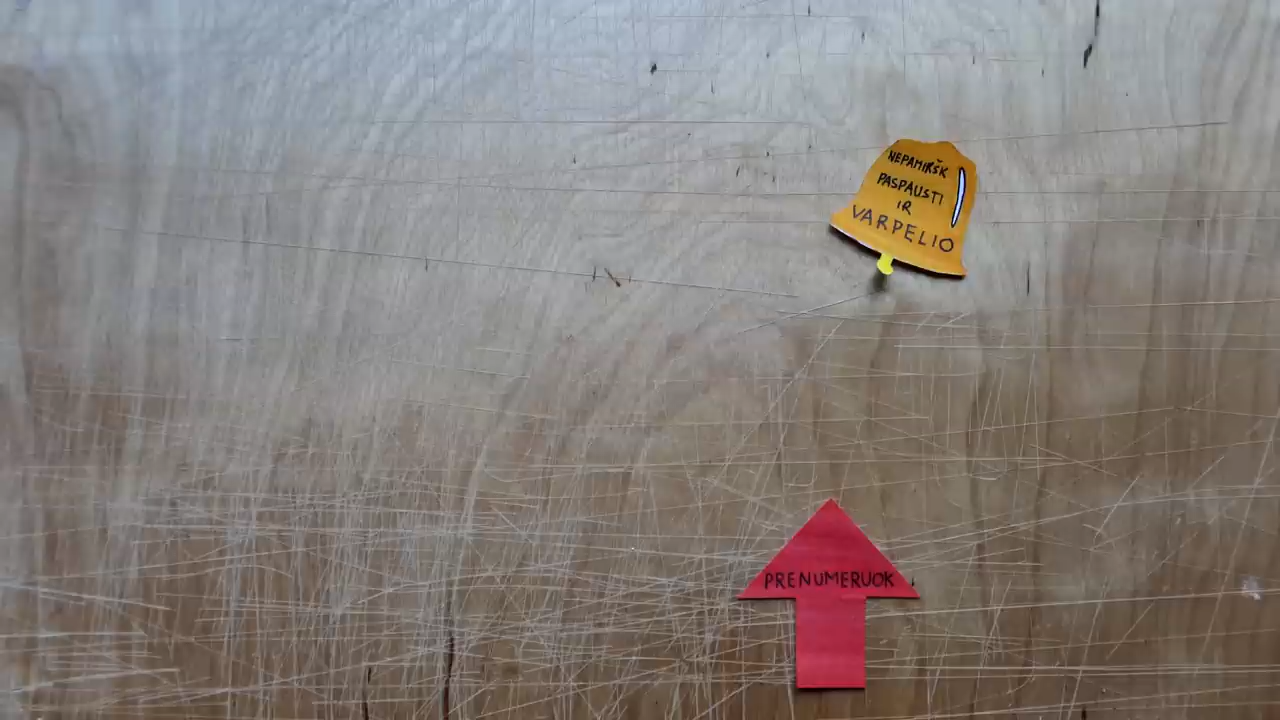 NEPAMIRŠK
PASPAUSTI
IR
VARPELIO
PRENUMERUOK